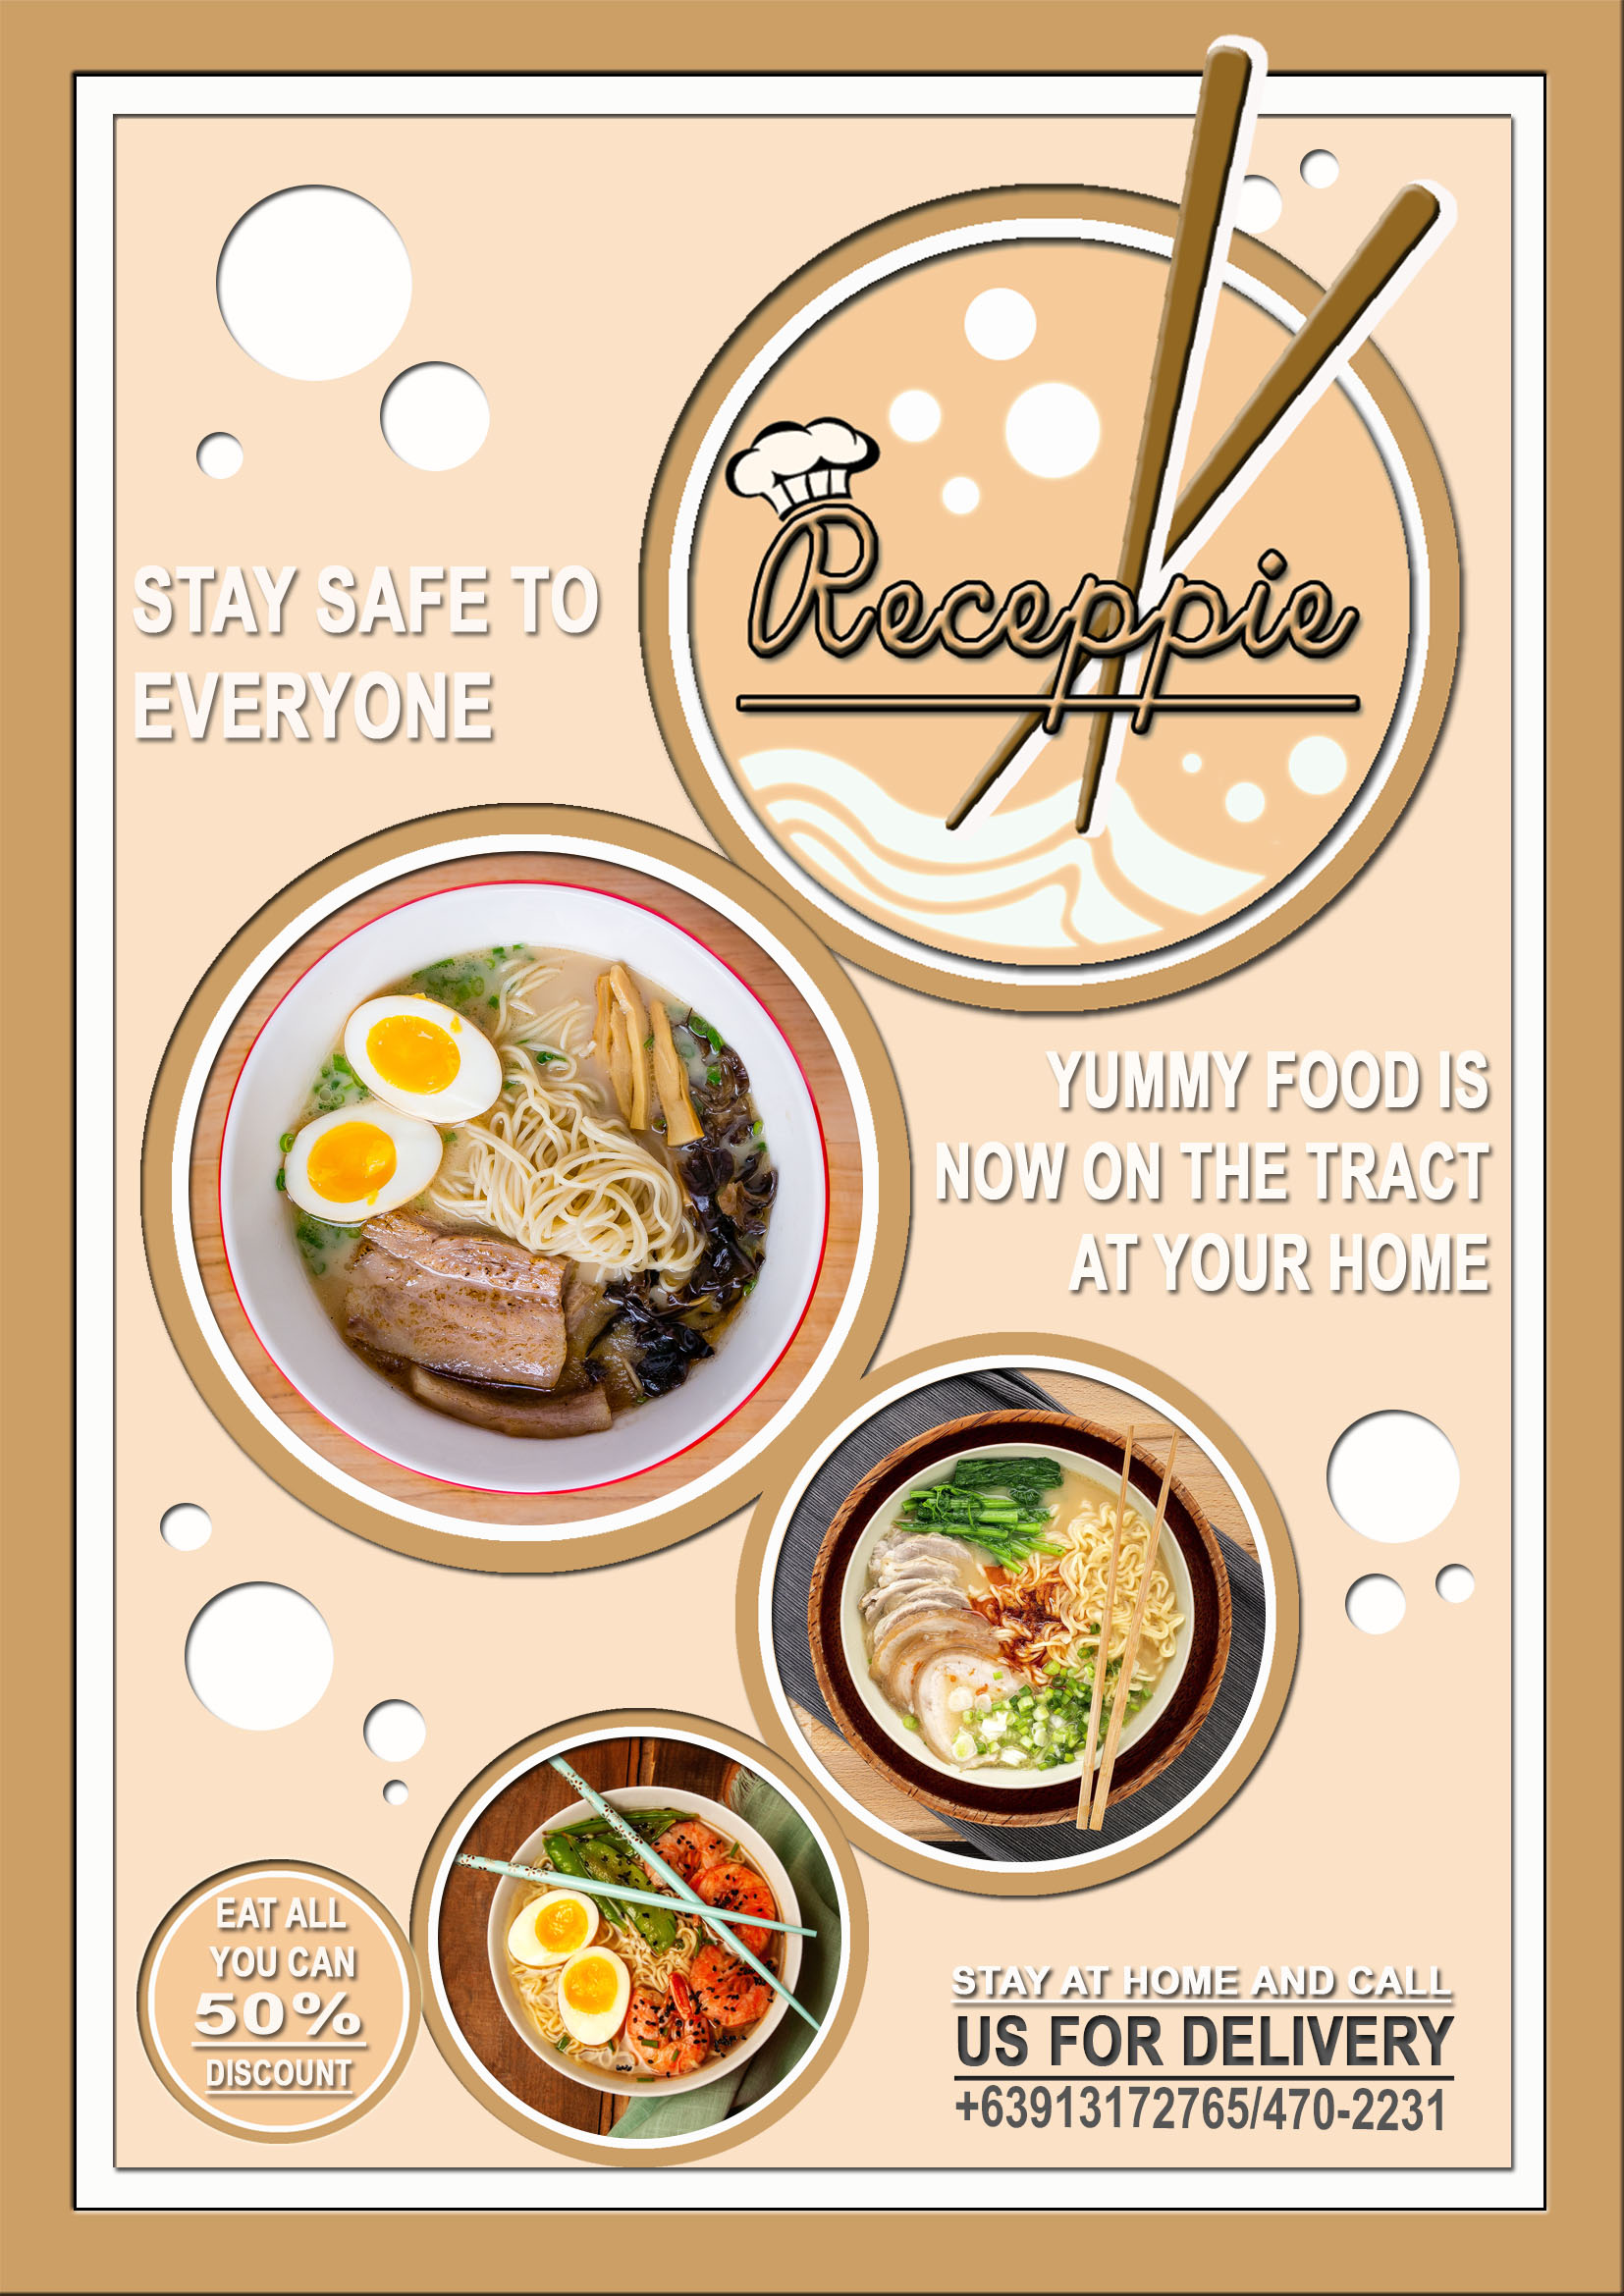 Receppie
STAY SAFE TO
EVERYONE
YUMMY FOOD IS
NOW ON THE TRACT
AT YOUR HOME
EAT ALL
YOU CAN
50%
DISCOUNT
STAY AT HOME AND CALL
US FOR DELIVERY
+63913172765/470-2231